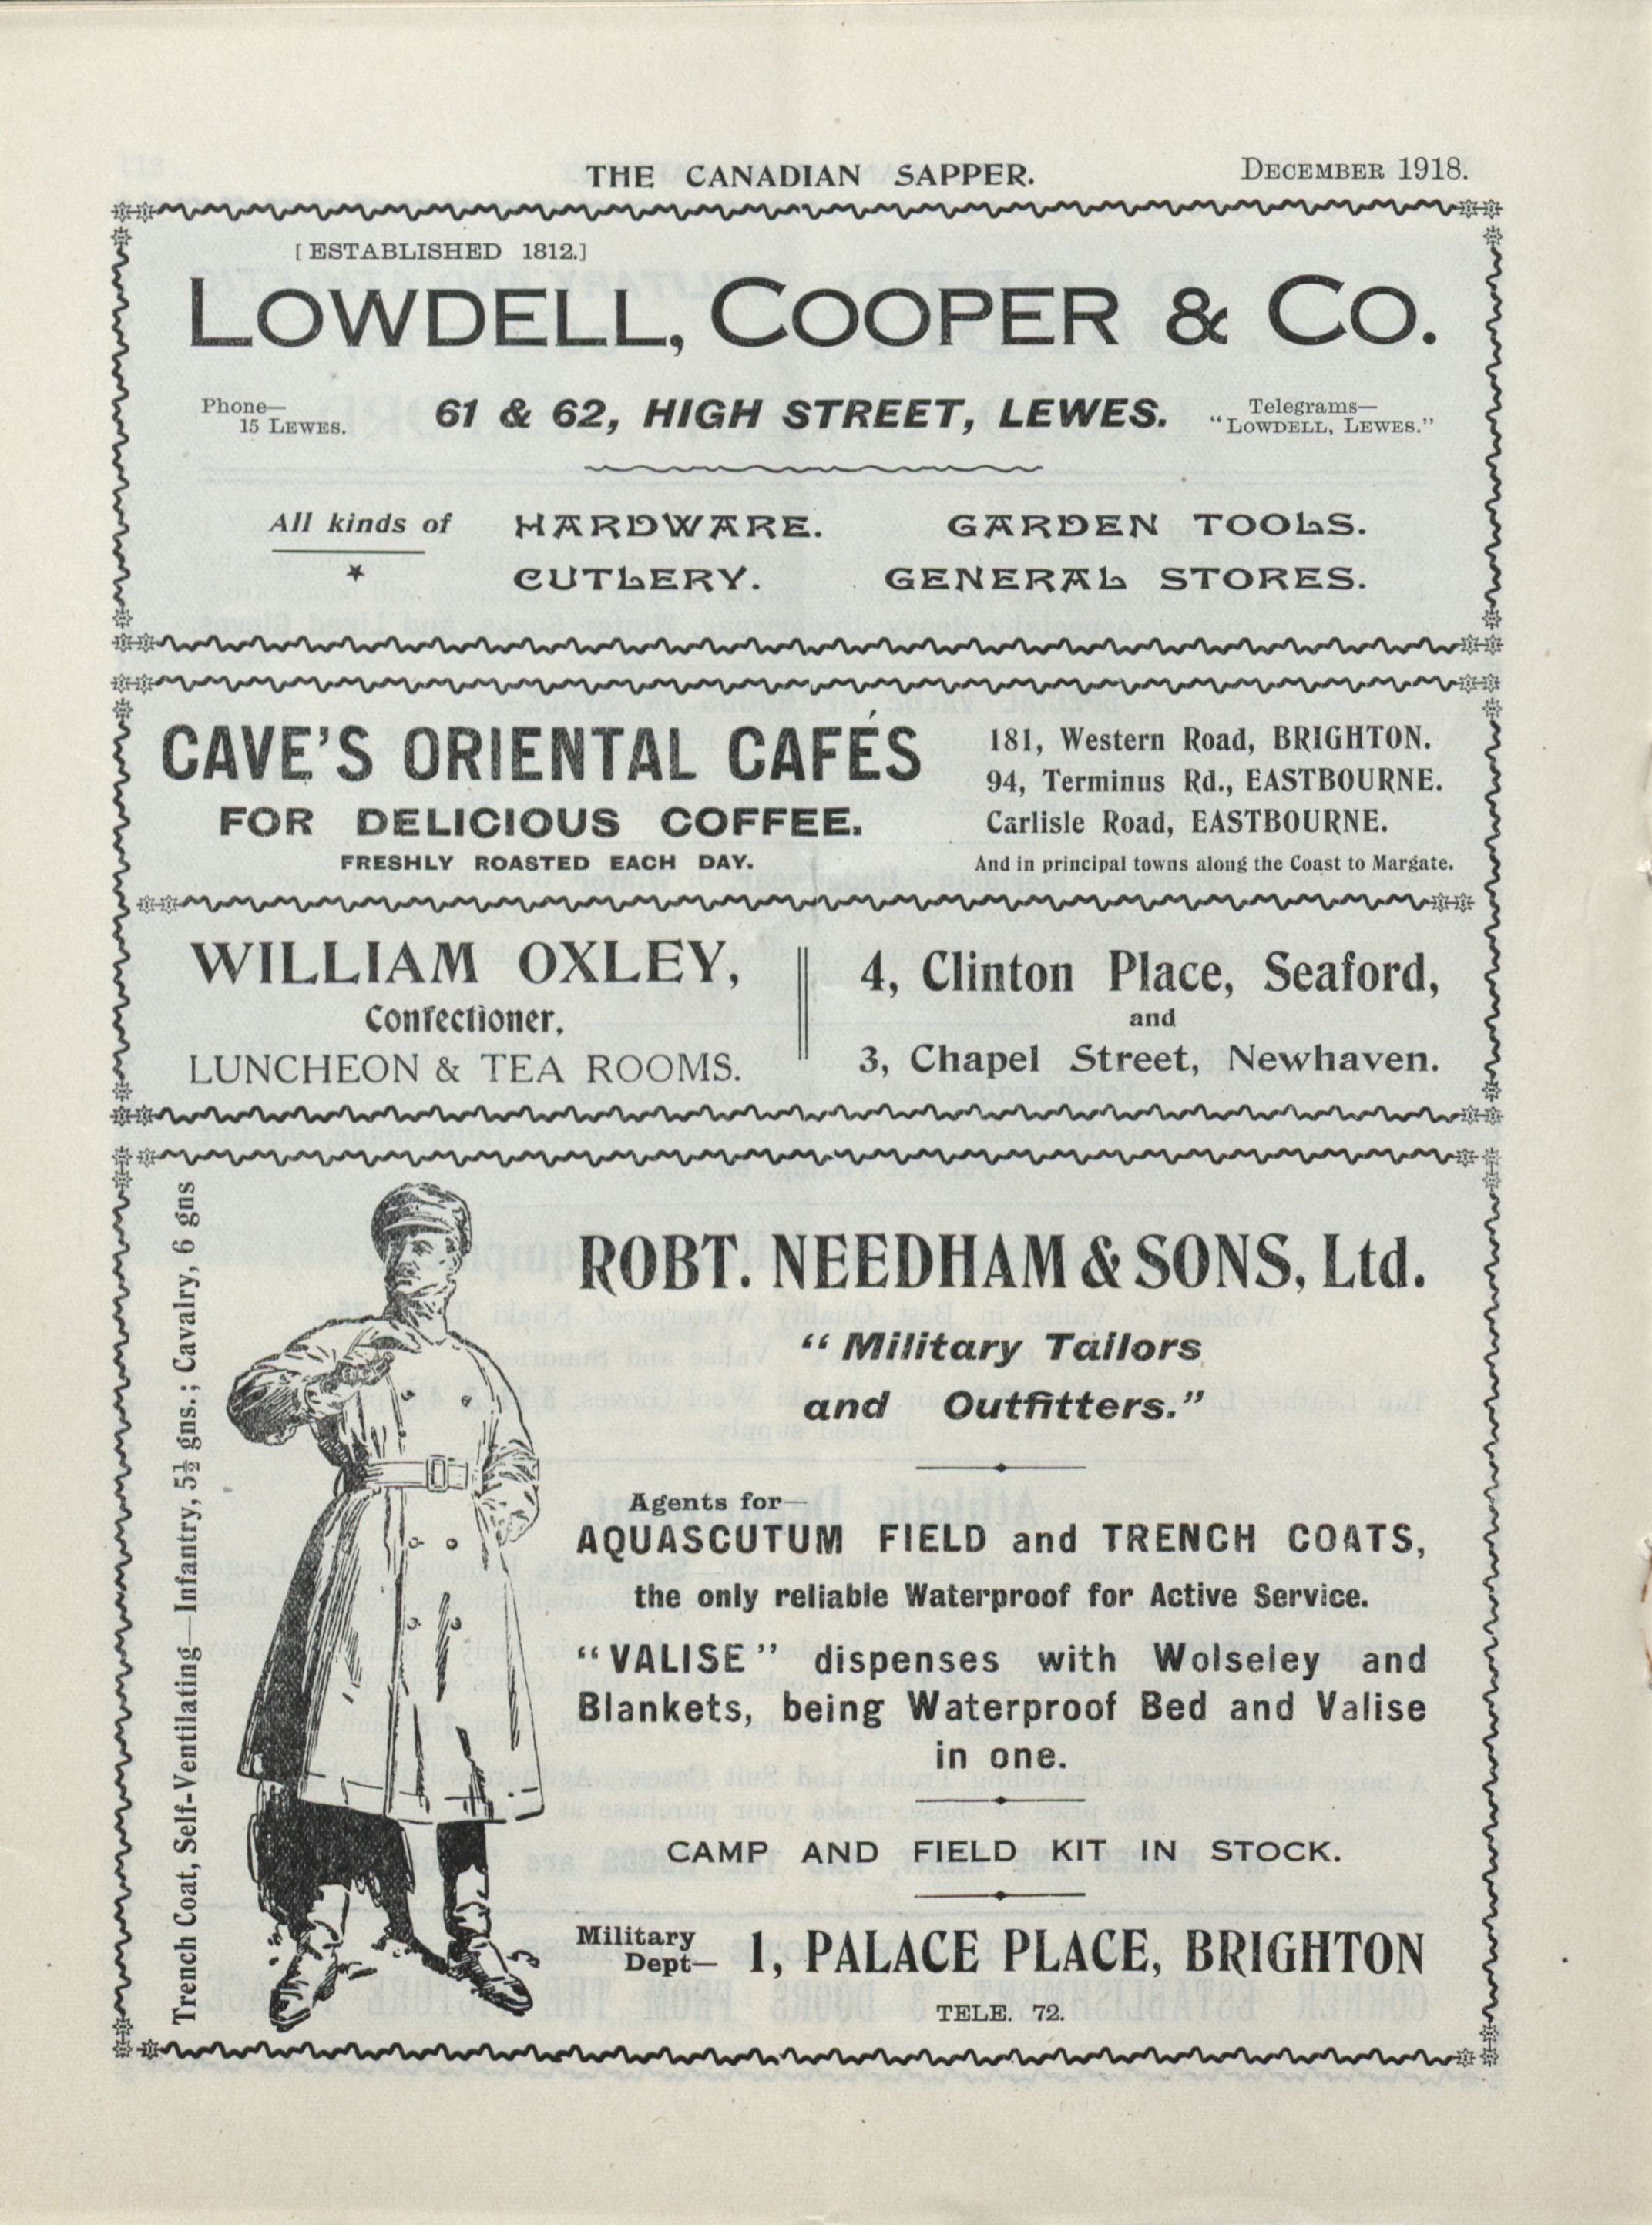 THE CANADIAN SAPPER. DECEMBER 1918.
[ESTABLISHED 1812.]
LOWDELL, COOPER & CO.
Phone—
15 LEWES.
61 & 62, HIGH STREET, LEWES.
Telegrams—
"LOWDELL, LEWES."
All kinds of HARDWARE. GARDEN TOOLS.
CUTLERY. GENERAL STORES.
CAVE'S ORIENTAL CAFÉS
FOR DELICIOUS COFFEE.
FRESHLY ROASTED EACH DAY.
181, Western Road, BRIGHTON.
94, Terminus Rd., EASTBOURNE.
Carlisle Road, EASTBOURNE.
And in principal towns along the Coast to Margate.
WILLIAM OXLEY,
Confectioner,
LUNCHEON & TEA ROOMS.
4, Clinton Place, Seaford,
and
3, Chapel Street, Newhaven.
Trench Coat, Self-Ventilating—Infantry, 5½ gns.; Cavalry, 6 gns
ROBT. NEEDHAM & SONS, Ltd.
"Military Tailors
and Outfitters."
Agents for—
AQUASCUTUM FIELD and TRENCH COATS,
the only reliable Waterproof for Active Service.
"VALISE" dispenses with Wolseley and
Blankets, being Waterproof Bed and Valise
in one.
CAMP AND FIELD KIT IN STOCK.
Military
Dept—
1, PALACE PLACE, BRIGHTON
TELE. 72.